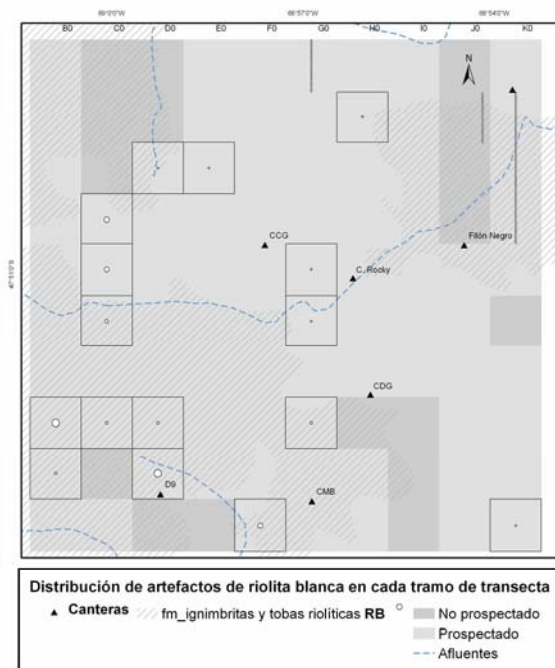 69°0'0"W 68°57'0"W 68°54'0"W
B0 C0 D0 E0 F0 G0 H0 I0 J0 K0
N
CCG
Filón Negro
C. Rocky
47°51'0"S
CDG
D9
CMB
Distribución de artefactos de riolita blanca en cada tramo de transecta
Canteras fm_ignimbritas y tobas riolíticas RB
No prospectado
Prospectado
Afluentes